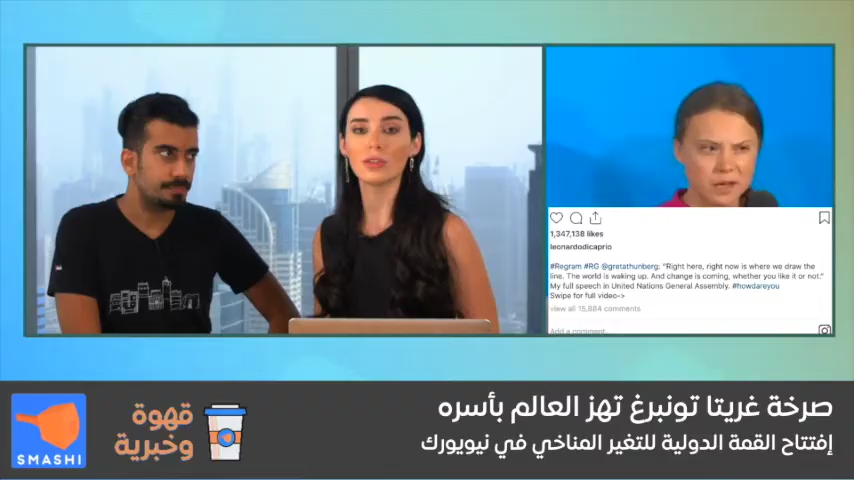 1,347,138 likes
leonardodicaprio
#Regram #RG @gretathunberg: "Right here, right now is where we draw the
line. The world is waking up. And change is coming, whether you like it or not."
My full speech in United Nations General Assembly. #howdareyou
Swipe for full video->
view all 15,884 comments
Add a comment...
صرخة غريتا تونبرغ تهز العالم بأسره
إفتتاح القمة الدولية للتغير المناخي في نيويورك
قهوة
وخبرية
SMASHI